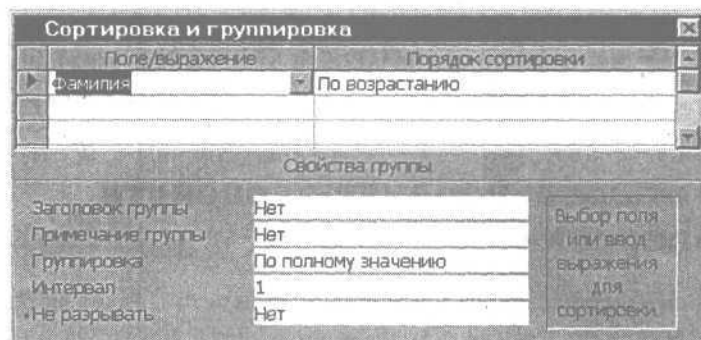 Сортировка и группировка
Поле/выражение Порядок сортировки
Фамилия По возрастанию
Свойства группы
Заголовок группы Нет
Примечание группы Нет
Группировка По полному значению
Интервал 1
Не разрывать Нет
Выбор поля
или ввод
выражения
для
сортировки.